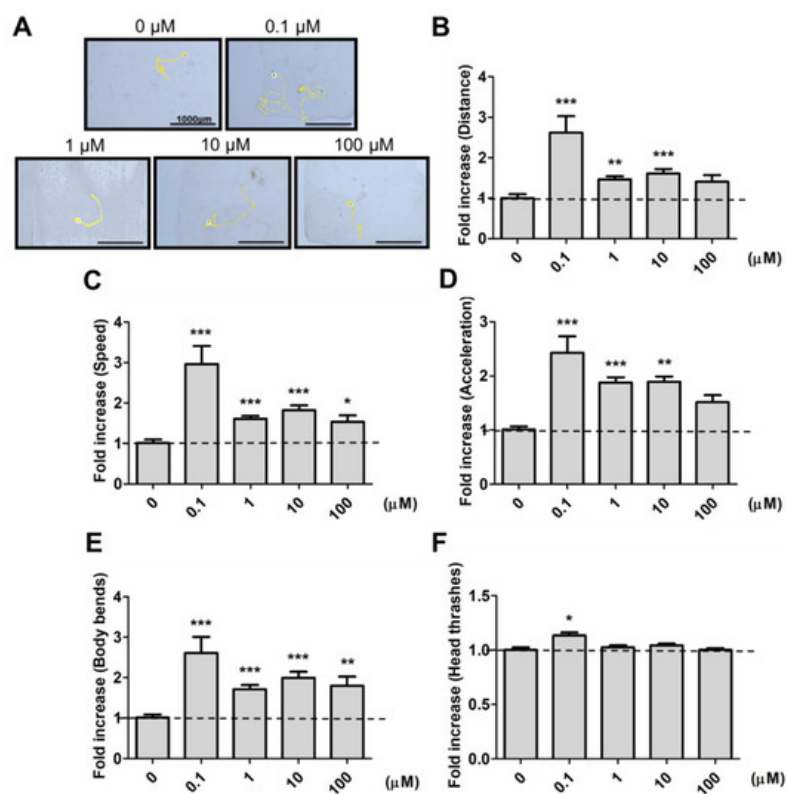 A
0 μM
0.1 μM
1000μm
1 μM
10 μM
100 μM
B
Fold increase (Distance)
4
3
2
1
0
***
**
***
0
0.1
1
10
100
(μM)
C
Fold increase (Speed)
4
3
2
1
0
***
***
***
*
0
0.1
1
10
100
(μM)
D
Fold increase (Acceleration)
3
2
1
0
***
***
**
0
0.1
1
10
100
(μM)
E
Fold increase (Body bends)
4
3
2
1
0
***
***
***
**
0
0.1
1
10
100
(μM)
F
Fold increase (Head thrashes)
1.5
1.0
0.5
0.0
*
0
0.1
1
10
100
(μM)